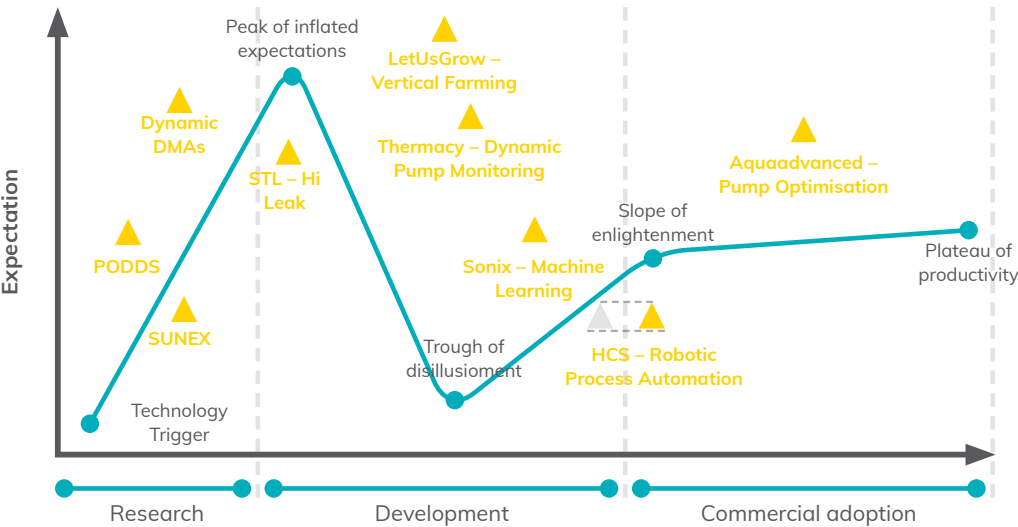 Expectation
Peak of inflated
expectations
LetUsGrow –
Vertical Farming
Dynamic
DMAs
Thermacy – Dynamic
Pump Monitoring
STL – Hi
Leak
Aquaadvanced –
Pump Optimisation
PODDS
Slope of
enlightenment
Sonix – Machine
Learning
Plateau of
productivity
SUNEX
Trough of
disillusioment
HCS – Robotic
Process Automation
Technology
Trigger
Research
Development
Commercial adoption